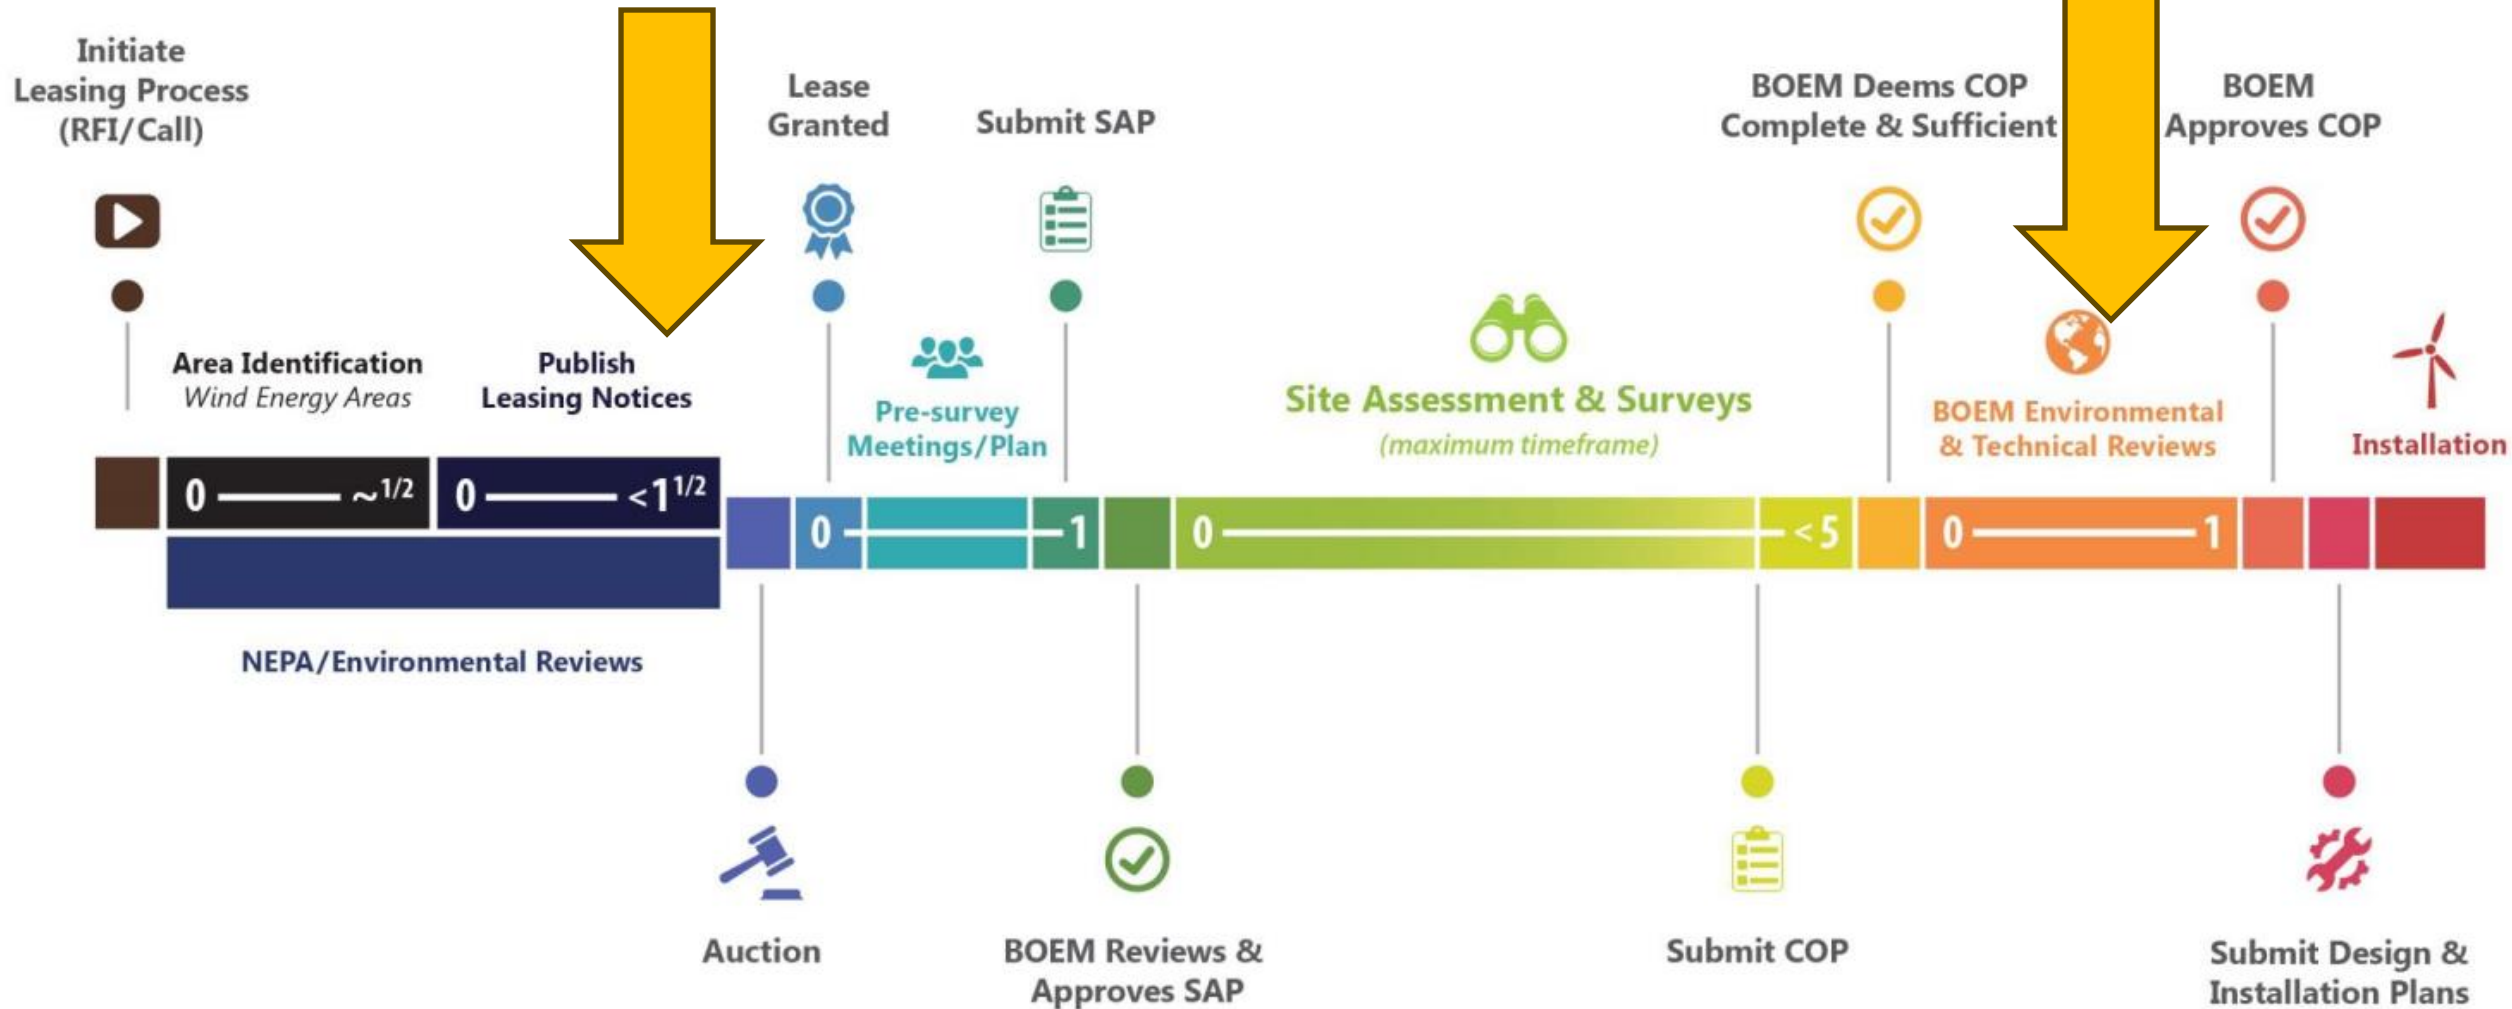 Initiate
Leasing Process
(RFI/Call)
Lease
Granted
Submit SAP
BOEM Deems COP
Complete & Sufficient
BOEM
Approves COP
Area Identification
Wind Energy Areas
Publish
Leasing Notices
Pre-survey
Meetings/Plan
Site Assessment & Surveys
(maximum timeframe)
BOEM Environmental
& Technical Reviews
Installation
0 ~1/2
0 <1 1/2
0 1
0 <5
0 1
NEPA/Environmental Reviews
Auction
BOEM Reviews &
Approves SAP
Submit COP
Submit Design &
Installation Plans